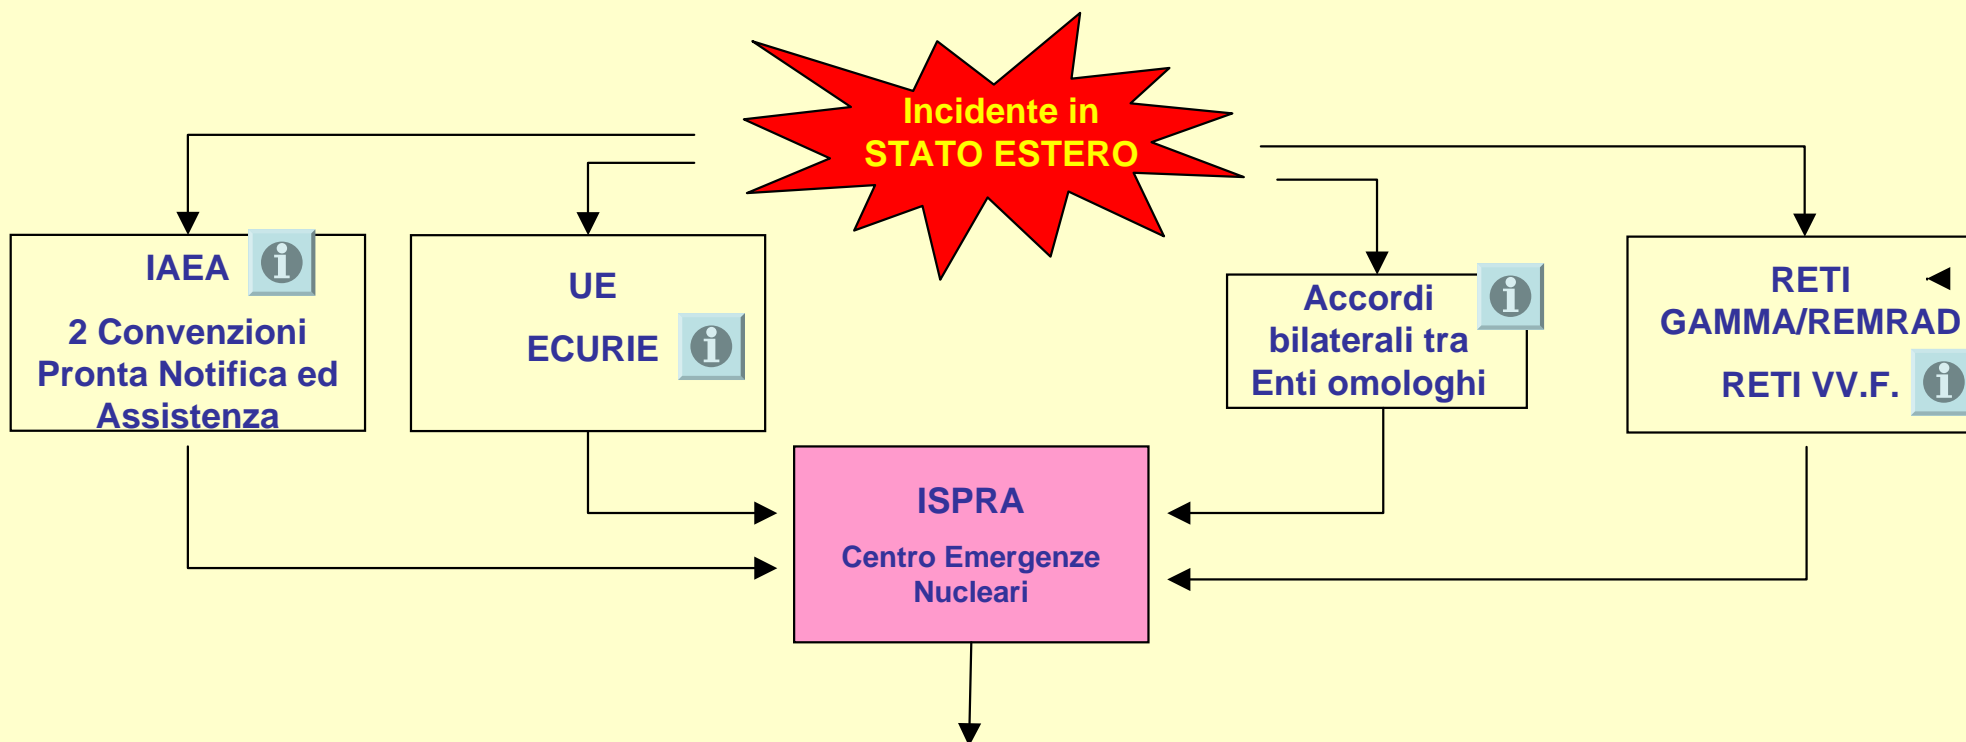 Incidente in
STATO ESTERO
IAEA
2 Convenzioni
Pronta Notifica ed
Assistenza
UE
ECURIE
Accordi
bilaterali tra
Enti omologhi
RETI
GAMMA/REMRAD
RETI VV.F.
ISPRA
Centro Emergenze
Nucleari